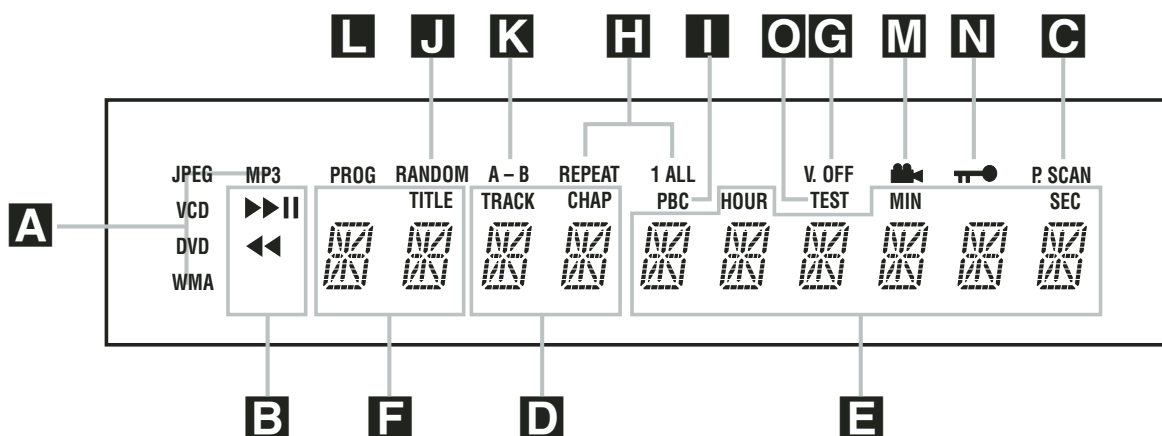 L J K H I O G M N C
JPEG MP3 PROG RANDOM A – B REPEAT 1 ALL V. OFF P. SCAN
VCD TITLE TRACK CHAP PBC HOUR TEST MIN SEC
A
DVD
WMA
B F D E